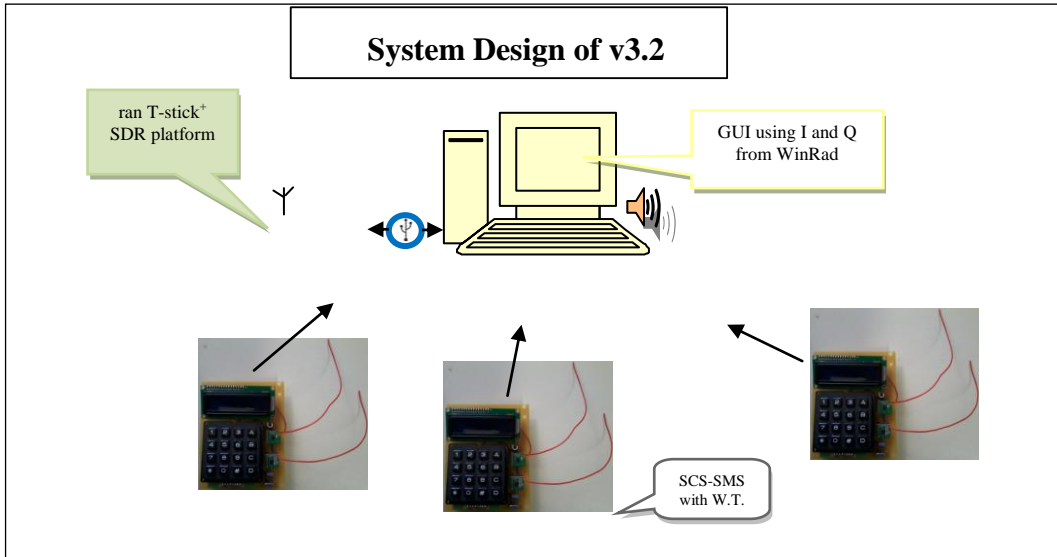 System Design of v3.2
ran T-stick⁺
SDR platform
GUI using I and Q
from WinRad
SCS-SMS
with W.T.